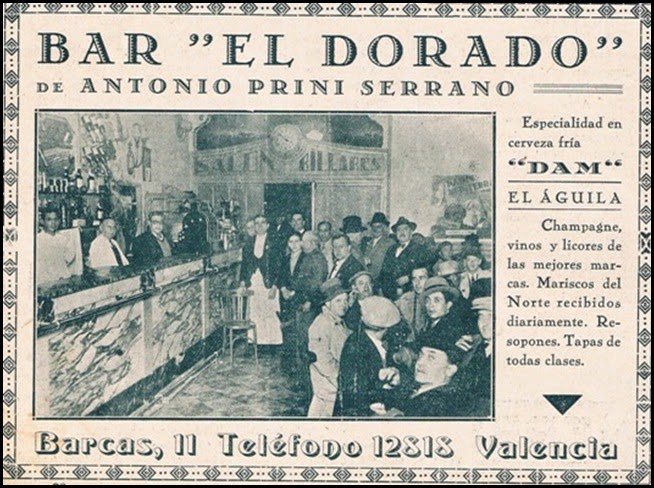 BAR "EL DORADO"
DE ANTONIO PRINI SERRANO
SALON BILLARES
Especialidad en
cerveza fría
"DAM"
EL ÁGUILA
Champagne,
vinos y licores de
las mejores mar-
cas. Mariscos del
Norte recibidos
diariamente. Re-
sopones. Tapas de
todas clases.
Barcas, 11 Teléfono 12818 Valencia